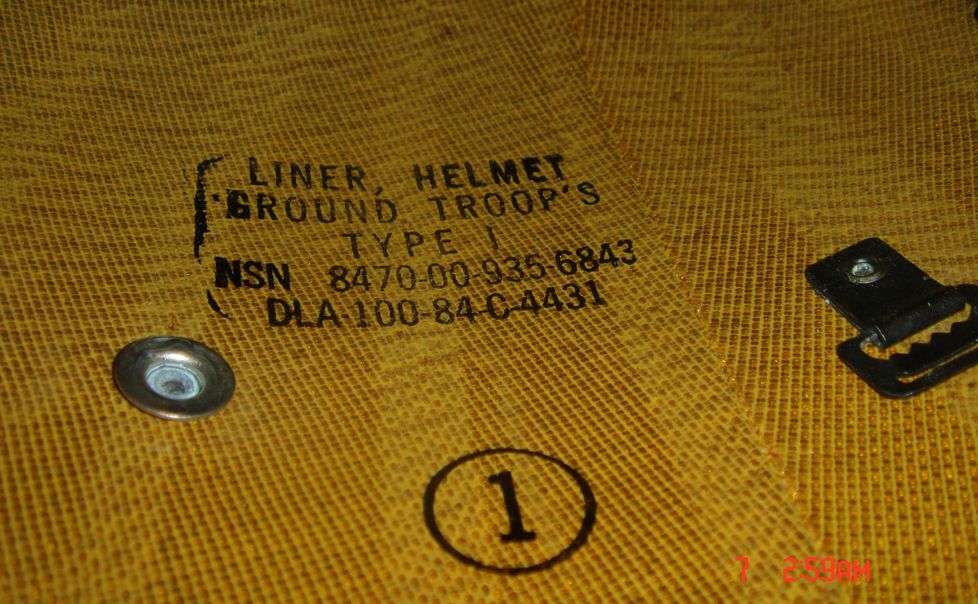 LINER, HELMET
GROUND TROOP'S
TYPE I
NSN 8470-00-935-6843
DLA-100-84-C-4431
1
7 2:59AM